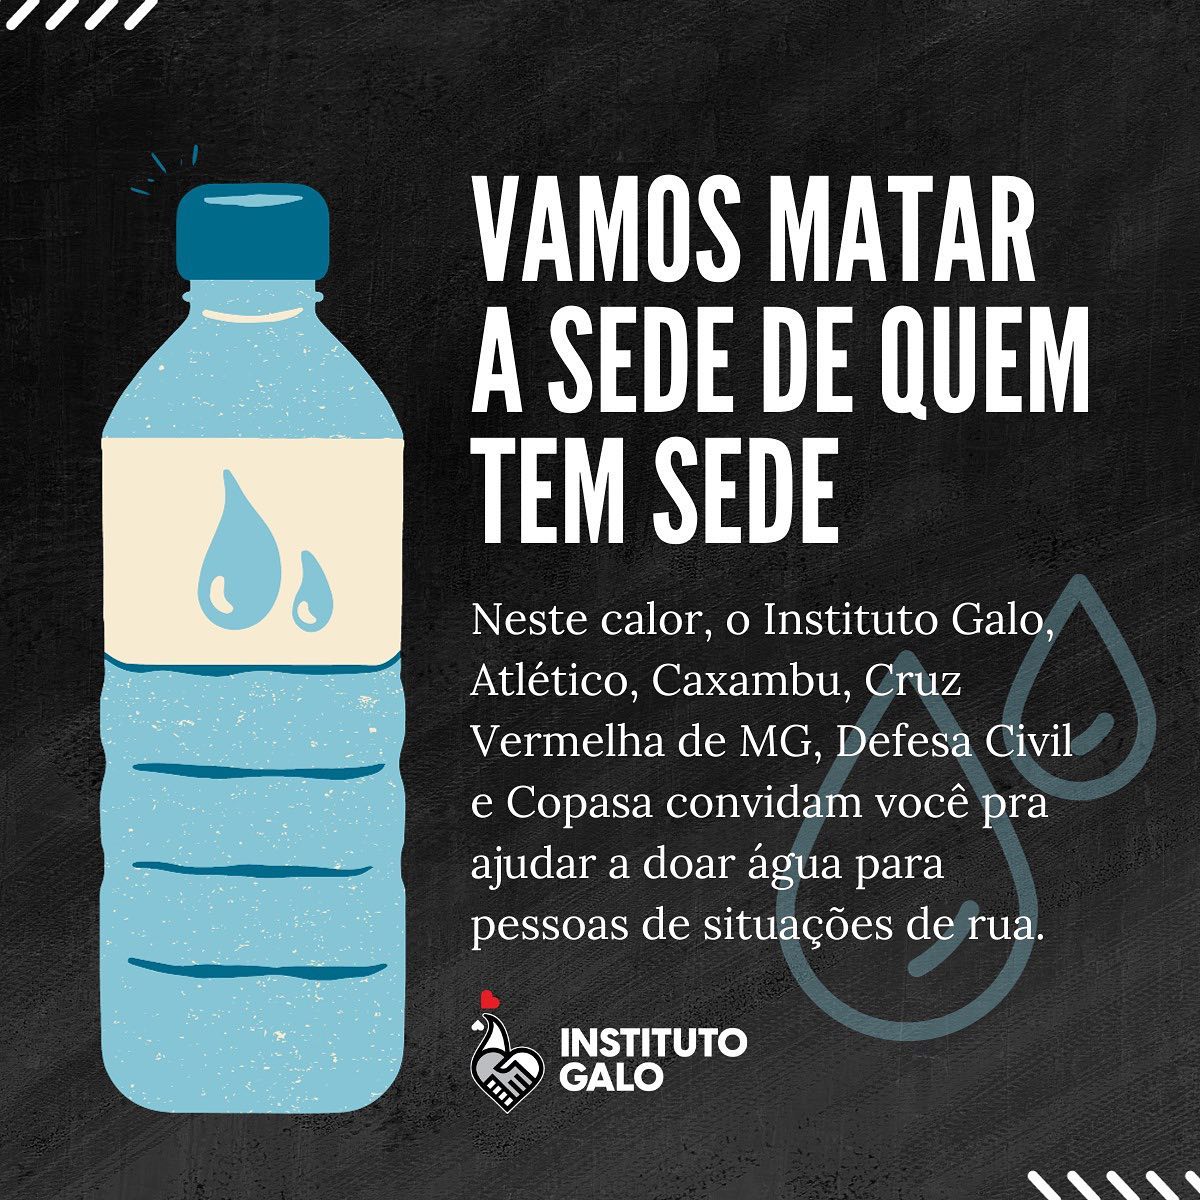 VAMOS MATAR
A SEDE DE QUEM
TEM SEDE
Neste calor, o Instituto Galo,
Atlético, Caxambu, Cruz
Vermelha de MG, Defesa Civil
e Copasa convidam você pra
ajudar a doar água para
pessoas de situações de rua.
INSTITUTO
GALO